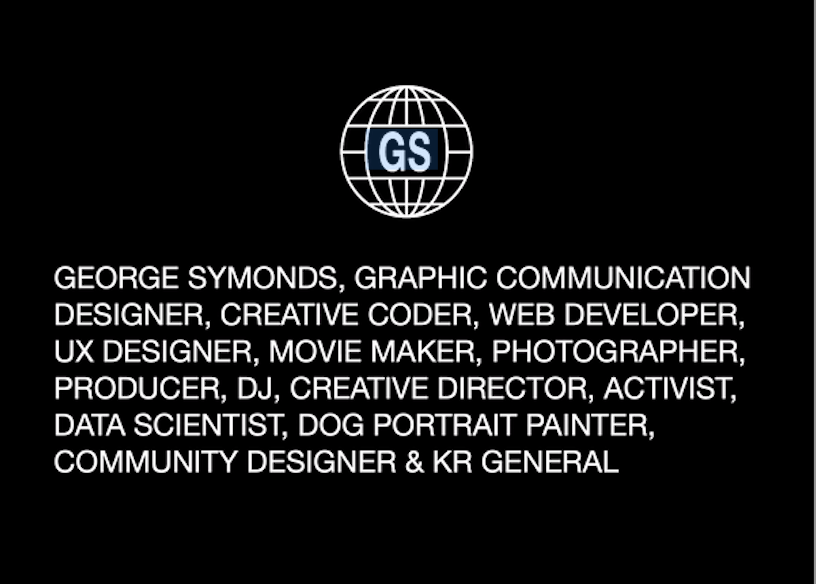 GS
GEORGE SYMONDS, GRAPHIC COMMUNICATION
DESIGNER, CREATIVE CODER, WEB DEVELOPER,
UX DESIGNER, MOVIE MAKER, PHOTOGRAPHER,
PRODUCER, DJ, CREATIVE DIRECTOR, ACTIVIST,
DATA SCIENTIST, DOG PORTRAIT PAINTER,
COMMUNITY DESIGNER & KR GENERAL